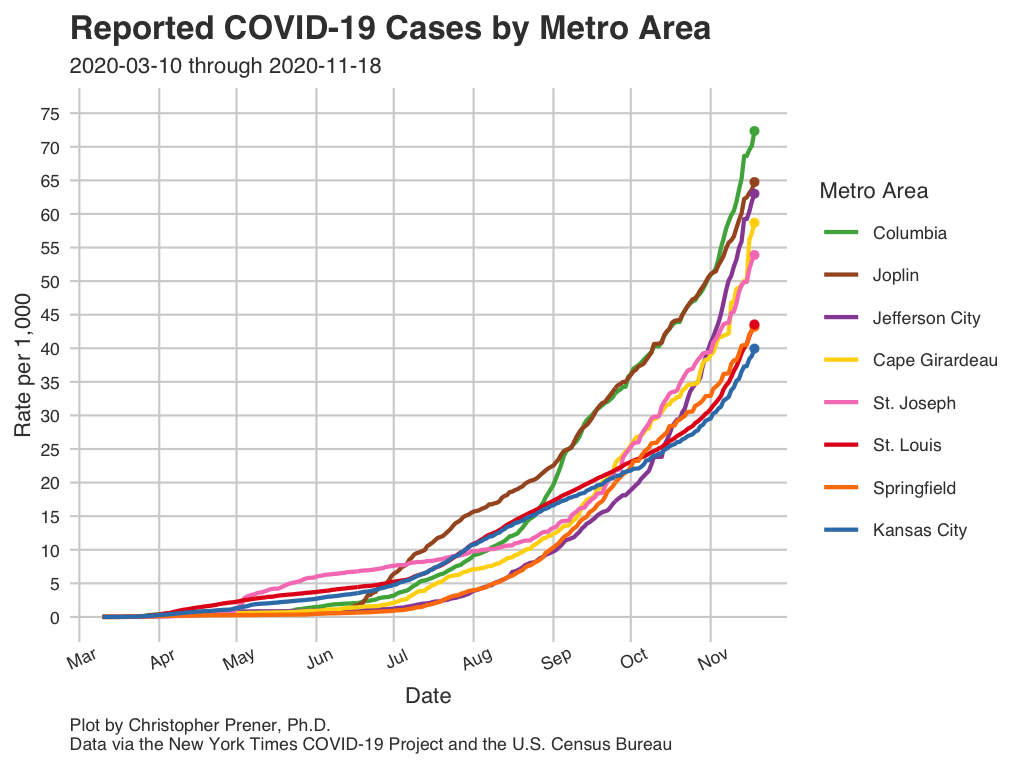 Reported COVID-19 Cases by Metro Area
2020-03-10 through 2020-11-18
75
70
65
60
55
50
45
40
35
30
25
20
15
10
5
0
Rate per 1,000
Mar
Apr
May
Jun
Jul
Aug
Sep
Oct
Nov
Date
Metro Area
Columbia
Joplin
Jefferson City
Cape Girardeau
St. Joseph
St. Louis
Springfield
Kansas City
Plot by Christopher Prener, Ph.D.
Data via the New York Times COVID-19 Project and the U.S. Census Bureau